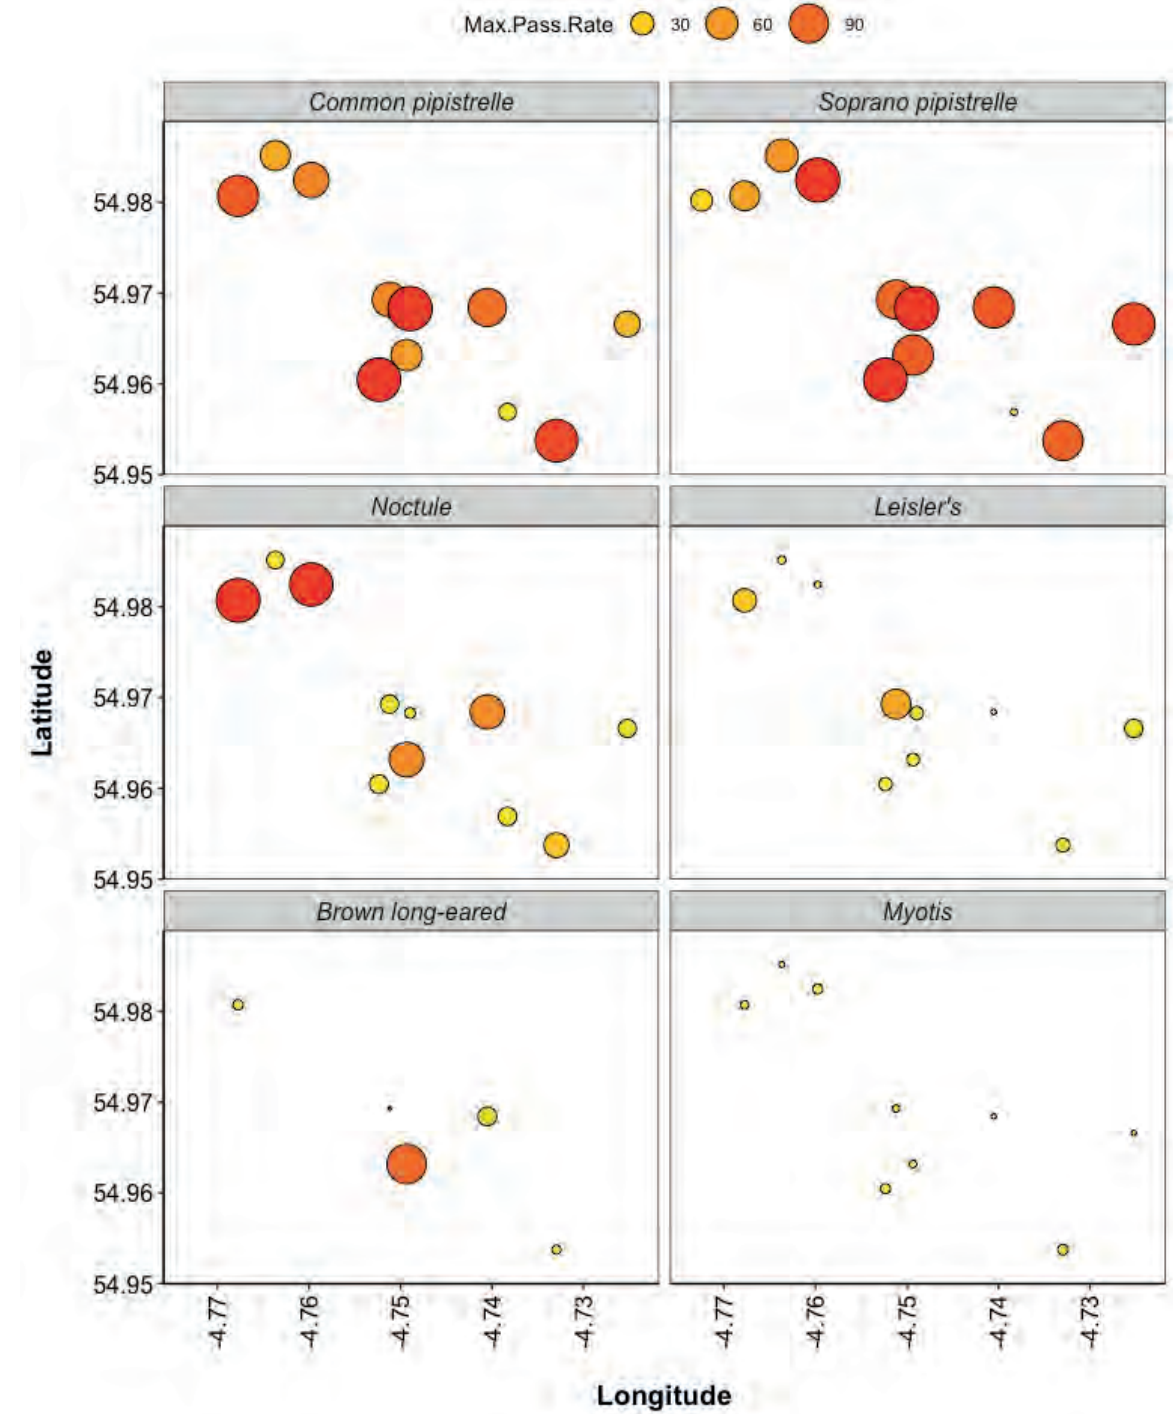 Max.Pass.Rate 30 60 90
Common pipistrelle Soprano pipistrelle
54.98
54.97
54.96
54.95
Noctule Leisler's
54.98
54.97
54.96
54.95
Brown long-eared Myotis
54.98
54.97
54.96
54.95
-4.77 -4.76 -4.75 -4.74 -4.73 -4.77 -4.76 -4.75 -4.74 -4.73
Latitude
Longitude